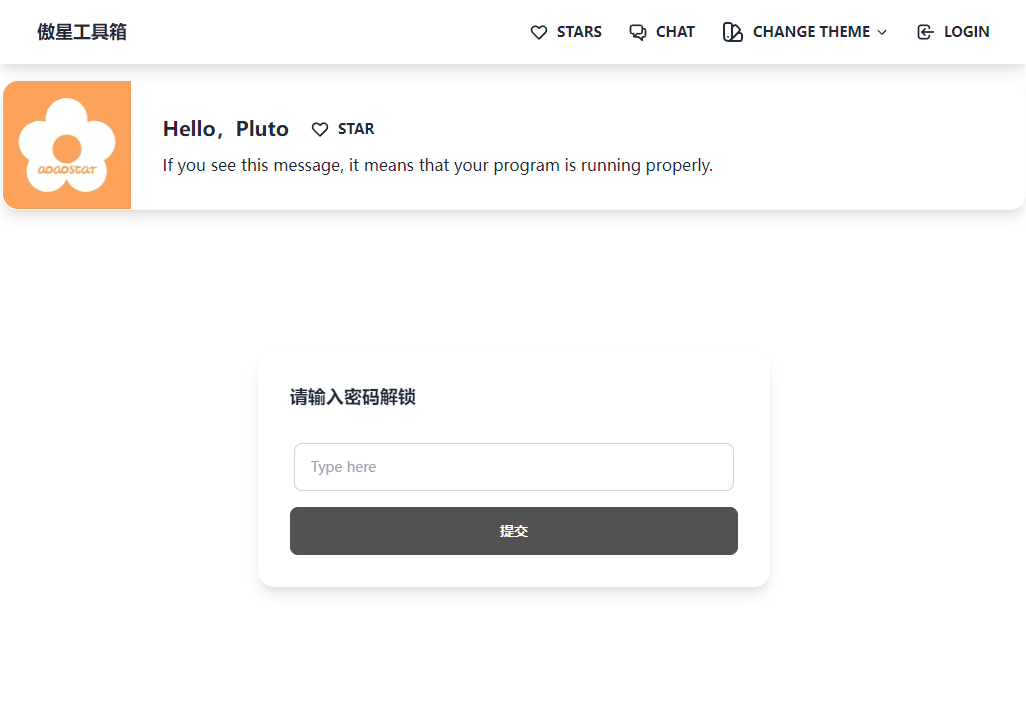 傲星工具箱
STARS
CHAT
CHANGE THEME
LOGIN
Hello，Pluto
STAR
aoaostar
If you see this message, it means that your program is running properly.
请输入密码解锁
Type here
提交